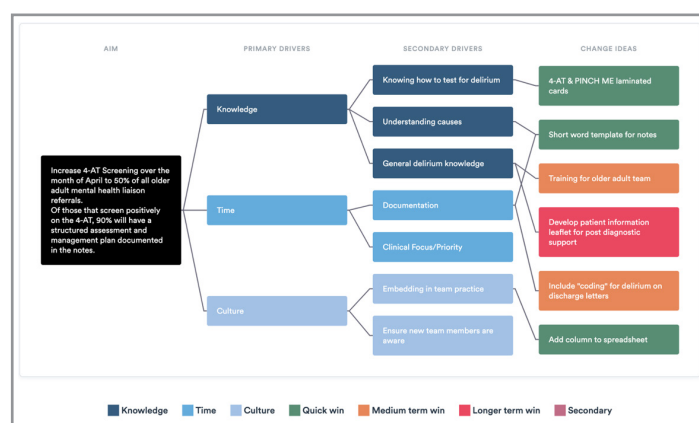 AIM
PRIMARY DRIVERS
SECONDARY DRIVERS
CHANGE IDEAS
Increase 4-AT Screening over the
month of April to 50% of all older
adult mental health liaison
referrals.
Of those that screen positively
on the 4-AT, 90% will have a
structured assessment and
management plan documented
in the notes.
Knowledge
Time
Culture
Knowing how to test for delirium
Understanding causes
General delirium knowledge
Documentation
Clinical Focus/Priority
Embedding in team practice
Ensure new team members are
aware
4-AT & PINCH ME laminated
cards
Short word template for notes
Training for older adult team
Develop patient information
leaflet for post diagnostic
support
Include "coding" for delirium on
discharge letters
Add column to spreadsheet
Knowledge
Time
Culture
Quick win
Medium term win
Longer term win
Secondary